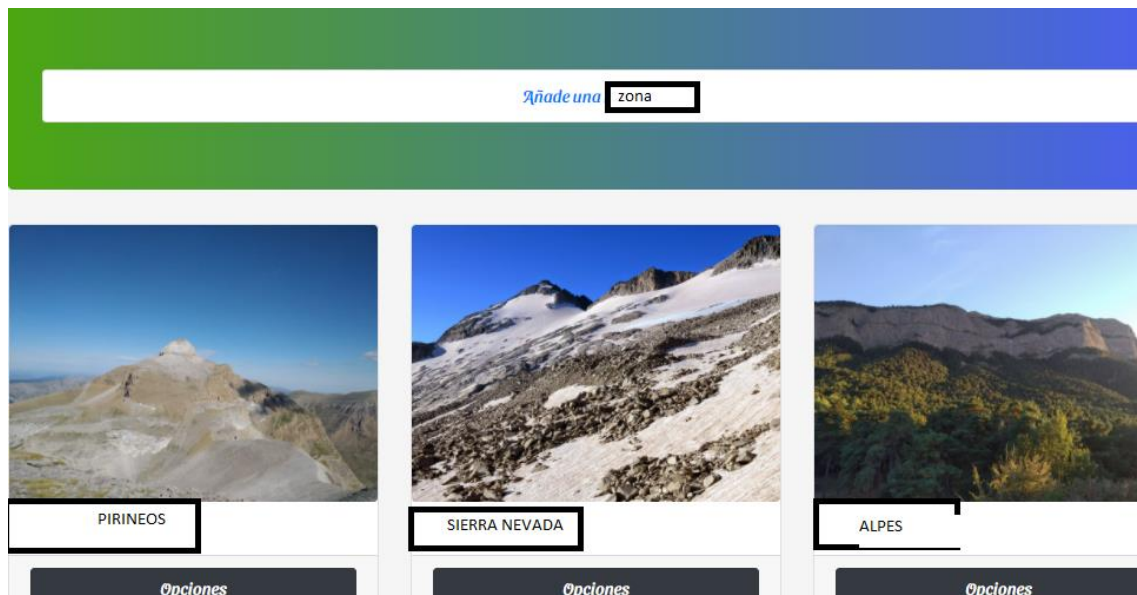 Añade una zona
PIRINEOS
SIERRA NEVADA
ALPES
Opciones
Opciones
Opciones